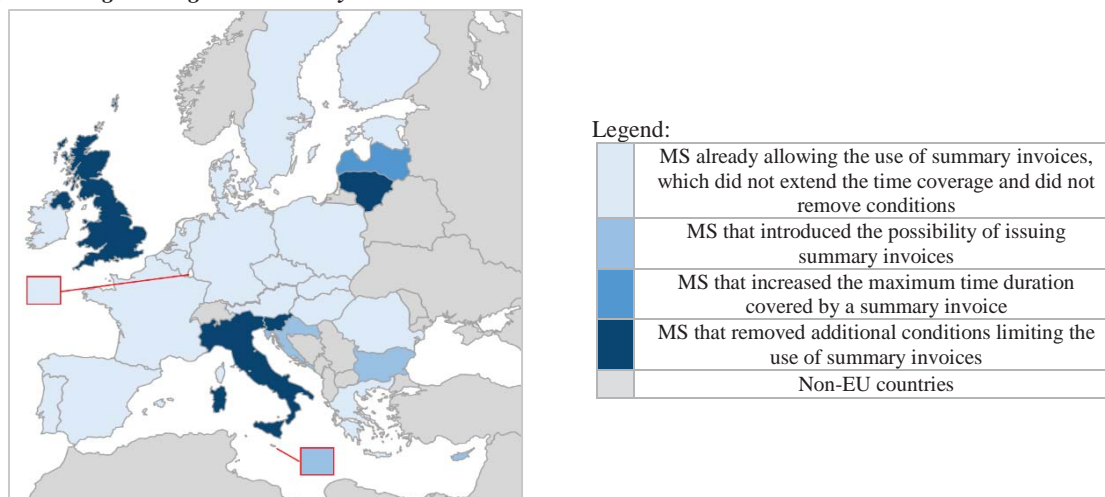 Legend:
MS already allowing the use of summary invoices,
which did not extend the time coverage and did not
remove conditions
MS that introduced the possibility of issuing
summary invoices
MS that increased the maximum time duration
covered by a summary invoice
MS that removed additional conditions limiting the
use of summary invoices
Non-EU countries